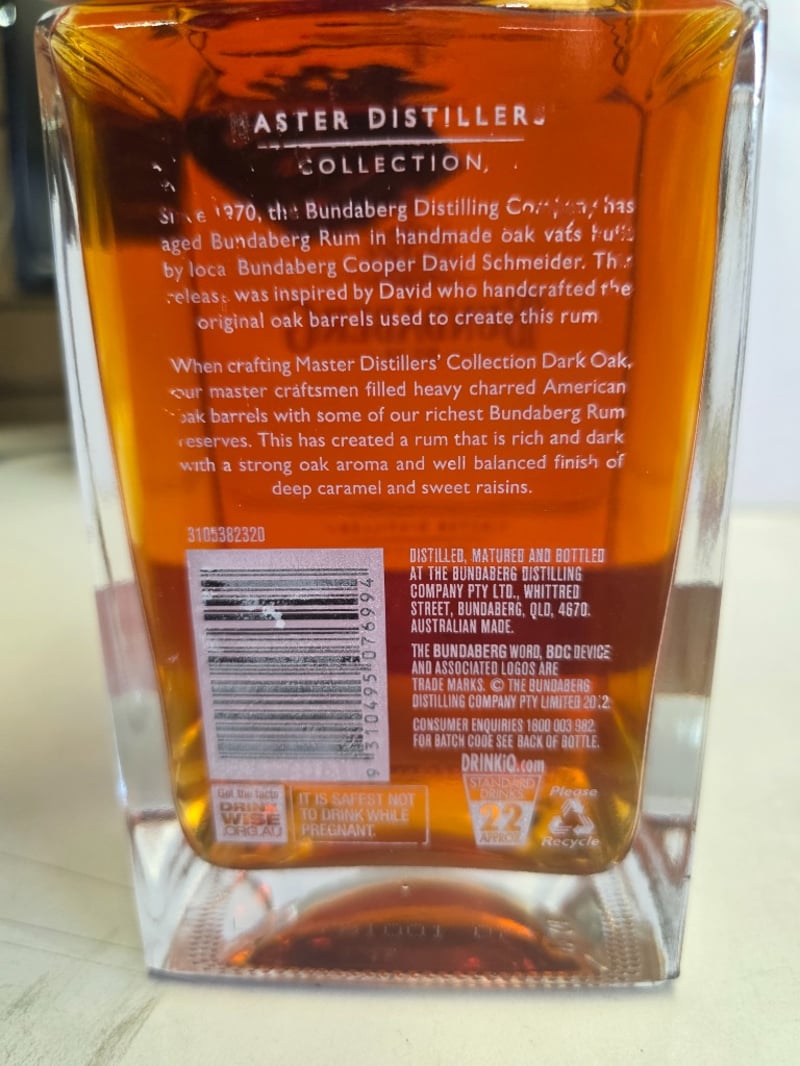 ASTER DISTILLERS
COLLECTION
1970, the Bundaberg Distilling Company has
aged Bundaberg Rum in handmade oak vats built
by loca Bundaberg Cooper David Schmeider. This
release was inspired by David who handcrafted the
original oak barrels used to create this rum
When crafting Master Distillers' Collection Dark Oak,
our master craftsmen filled heavy charred American
oak barrels with some of our richest Bundaberg Rum
reserves. This has created a rum that is rich and dark
with a strong oak aroma and well balanced finish of
deep caramel and sweet raisins.
3105382320
DISTILLED, MATURED AND BOTTLED
AT THE BUNDABERG DISTILLING
COMPANY PTY LTD., WHITTRED
STREET, BUNDABERG, QLD, 4670.
AUSTRALIAN MADE.
THE BUNDABERG WORD, BDC DEVICE
AND ASSOCIATED LOGOS ARE
TRADE MARKS. © THE BUNDABERG
DISTILLING COMPANY PTY LIMITED 2012
CONSUMER ENQUIRIES 1800 003 982.
FOR BATCH CODE SEE BACK OF BOTTLE.
9 310495 076994
DRINKiQ.com
Get the facts
DRINK
WISE
.ORG.AU
IT IS SAFEST NOT
TO DRINK WHILE
PREGNANT.
STANDARD
DRINKS
22
APPROX
Please
Recycle